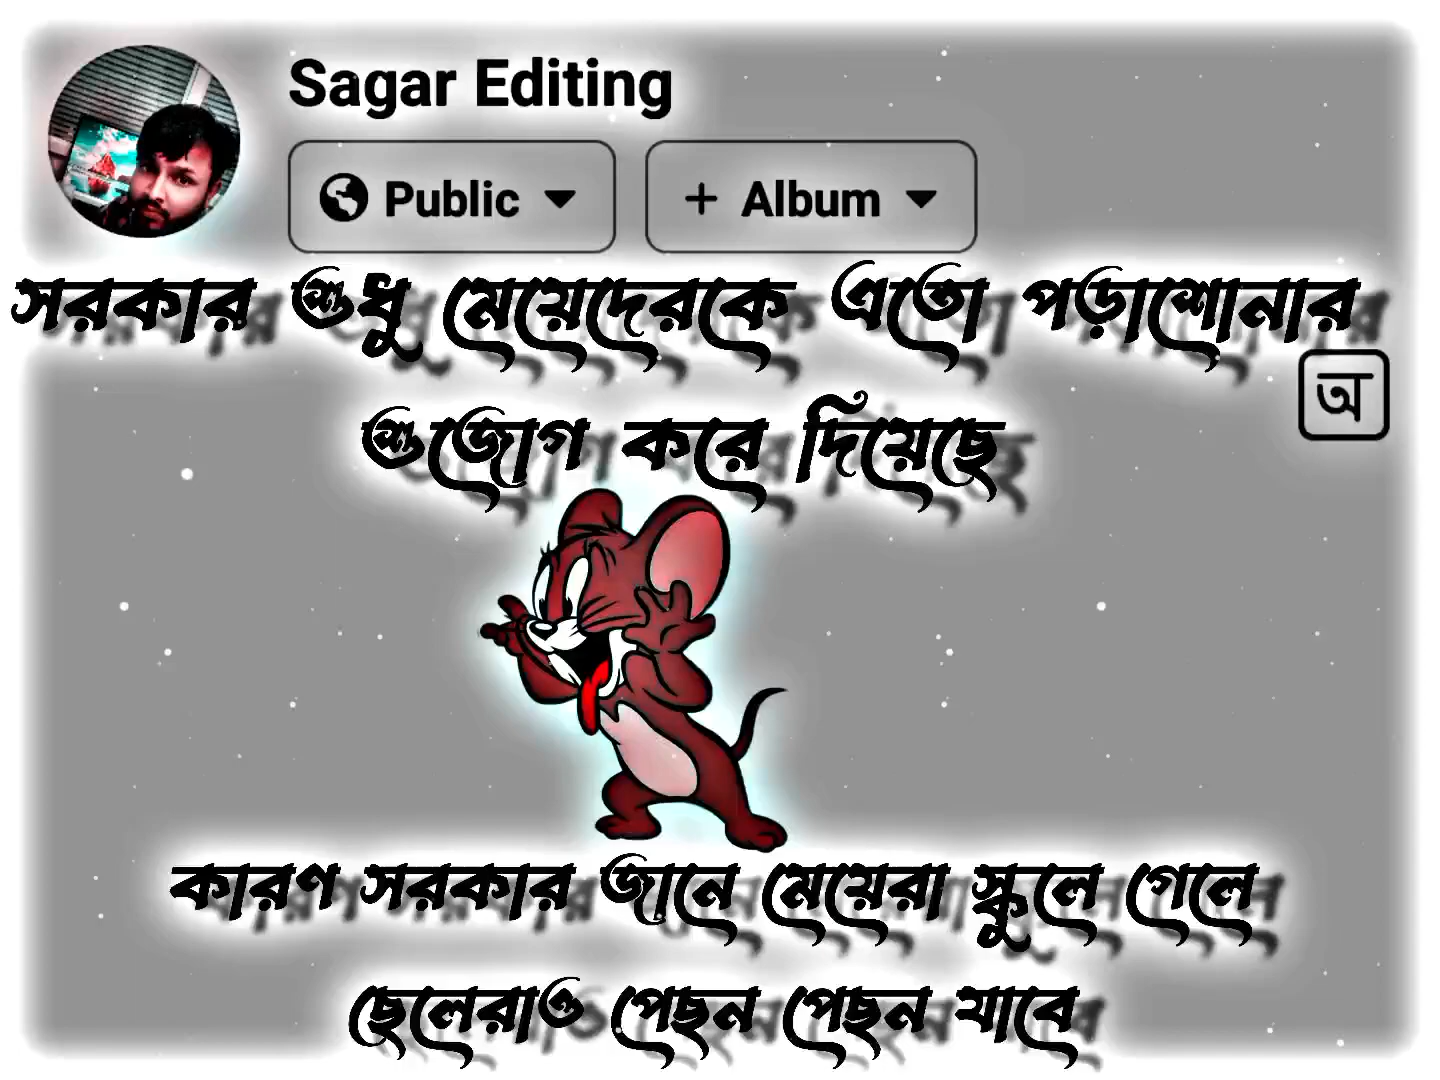 Sagar Editing
Public
+ Album
সরকার শুধু মেয়েদেরকে এতো পড়াশোনার
অ
শুজোগ করে দিয়েছে
কারণ সরকার জানে মেয়েরা স্কুলে গেলে
ছেলেরাও পেছন পেছন যাবে